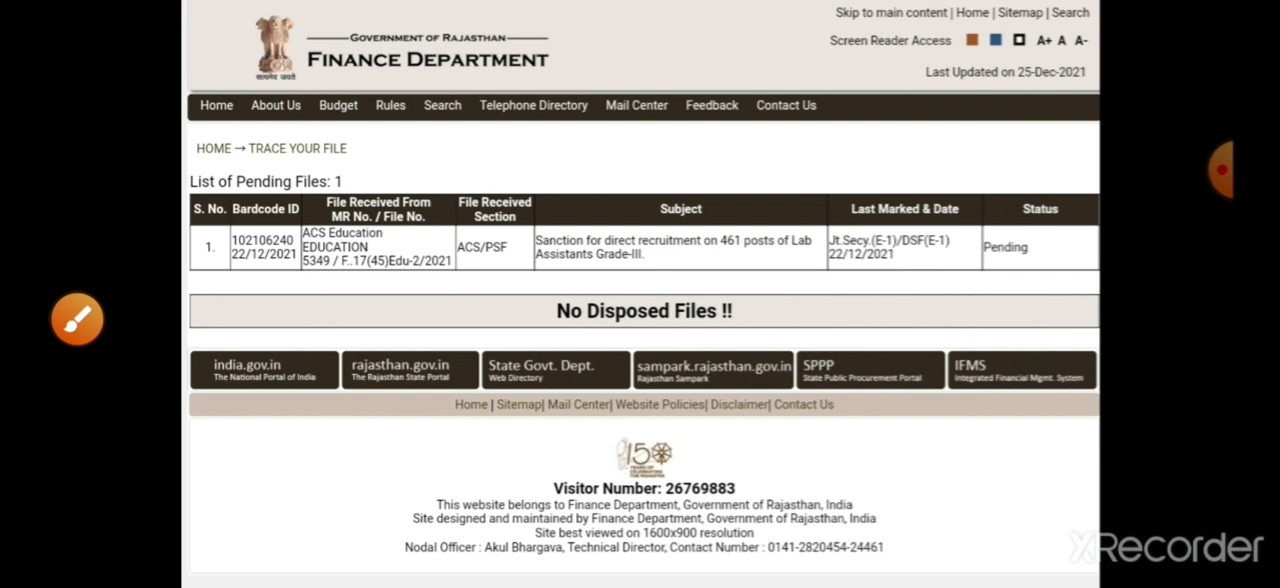 Skip to main content | Home | Sitemap | Search
GOVERNMENT OF RAJASTHAN
FINANCE DEPARTMENT
सत्यमेव जयते
Screen Reader Access A+ A A-
Last Updated on 25-Dec-2021
Home About Us Budget Rules Search Telephone Directory Mail Center Feedback Contact Us
HOME → TRACE YOUR FILE
List of Pending Files: 1
S. No. Bardcode ID File Received From MR No. / File No. File Received Section Subject Last Marked & Date Status
1. 102106240 22/12/2021 ACS Education EDUCATION 5349 / F..17(45)Edu-2/2021 ACS/PSF Sanction for direct recruitment on 461 posts of Lab Assistants Grade-III. Jt.Secy.(E-1)/DSF(E-1) 22/12/2021 Pending
No Disposed Files !!
india.gov.in The National Portal of India
rajasthan.gov.in The Rajasthan State Portal
State Govt. Dept. Web Directory
sampark.rajasthan.gov.in Rajasthan Sampark
SPPP State Public Procurement Portal
IFMS Integrated Financial Mgmt. System
Home | Sitemap| Mail Center| Website Policies| Disclaimer| Contact Us
150
YEARS OF
CELEBRATING
THE MAHATMA
Visitor Number: 26769883
This website belongs to Finance Department, Government of Rajasthan, India
Site designed and maintained by Finance Department, Government of Rajasthan, India
Site best viewed on 1600x900 resolution
Nodal Officer : Akul Bhargava, Technical Director, Contact Number : 0141-2820454-24461
XRecorder